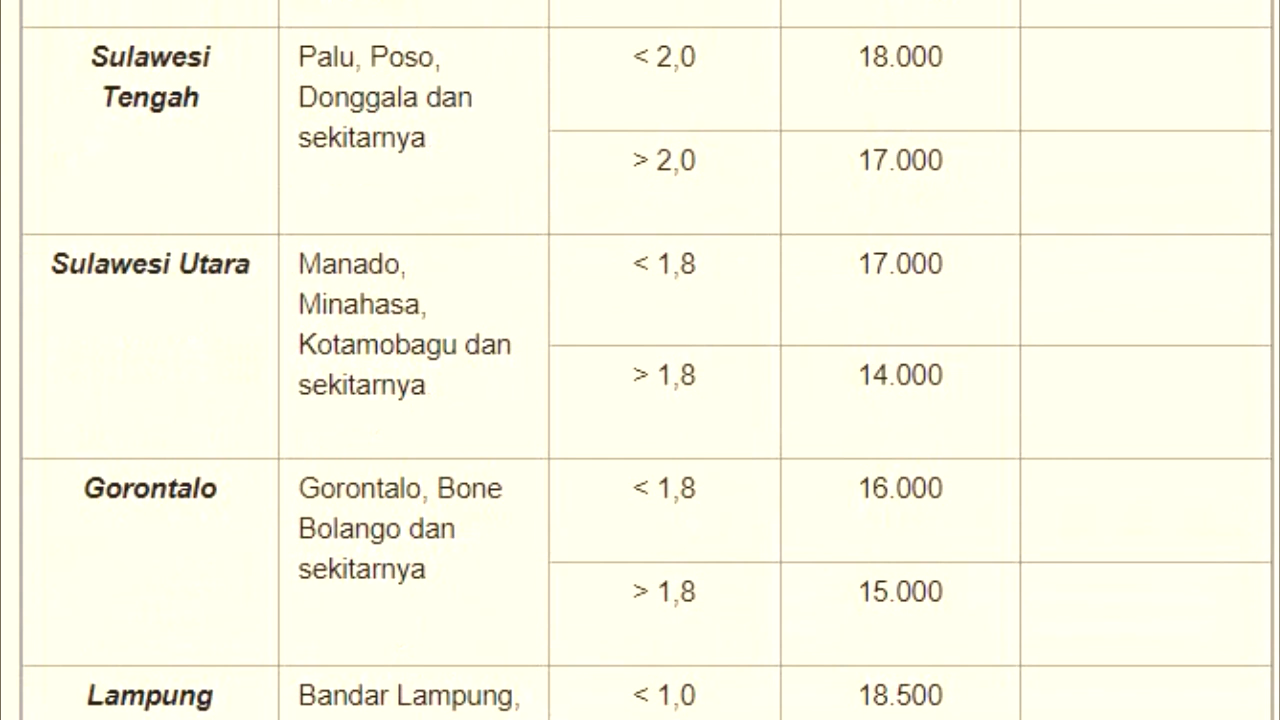 Sulawesi Tengah
Palu, Poso,
Donggala dan
sekitarnya
< 2,0
18.000
> 2,0
17.000
Sulawesi Utara
Manado,
Minahasa,
Kotamobagu dan
sekitarnya
< 1,8
17.000
> 1,8
14.000
Gorontalo
Gorontalo, Bone
Bolango dan
sekitarnya
< 1,8
16.000
> 1,8
15.000
Lampung
Bandar Lampung,
< 1,0
18.500